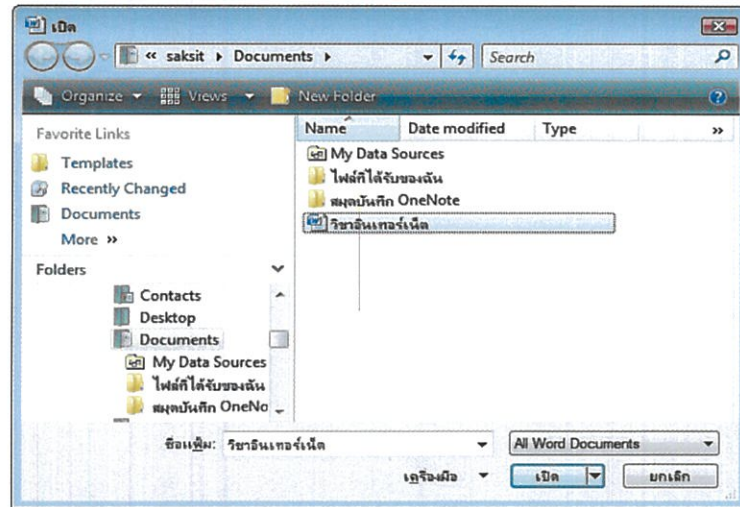 เปิด
« saksit ▸ Documents ▸ Search
Organize Views New Folder
Favorite Links
Templates
Recently Changed
Documents
More »
Folders
Contacts
Desktop
Documents
My Data Sources
ไฟล์ที่ได้รับของฉัน
สมุดบันทึก OneNo
Name Date modified Type »
My Data Sources
ไฟล์ที่ได้รับของฉัน
สมุดบันทึก OneNote
วิชาอินเทอร์เน็ต
ชื่อแฟ้ม: วิชาอินเทอร์เน็ต All Word Documents
เครื่องมือ เปิด ยกเลิก